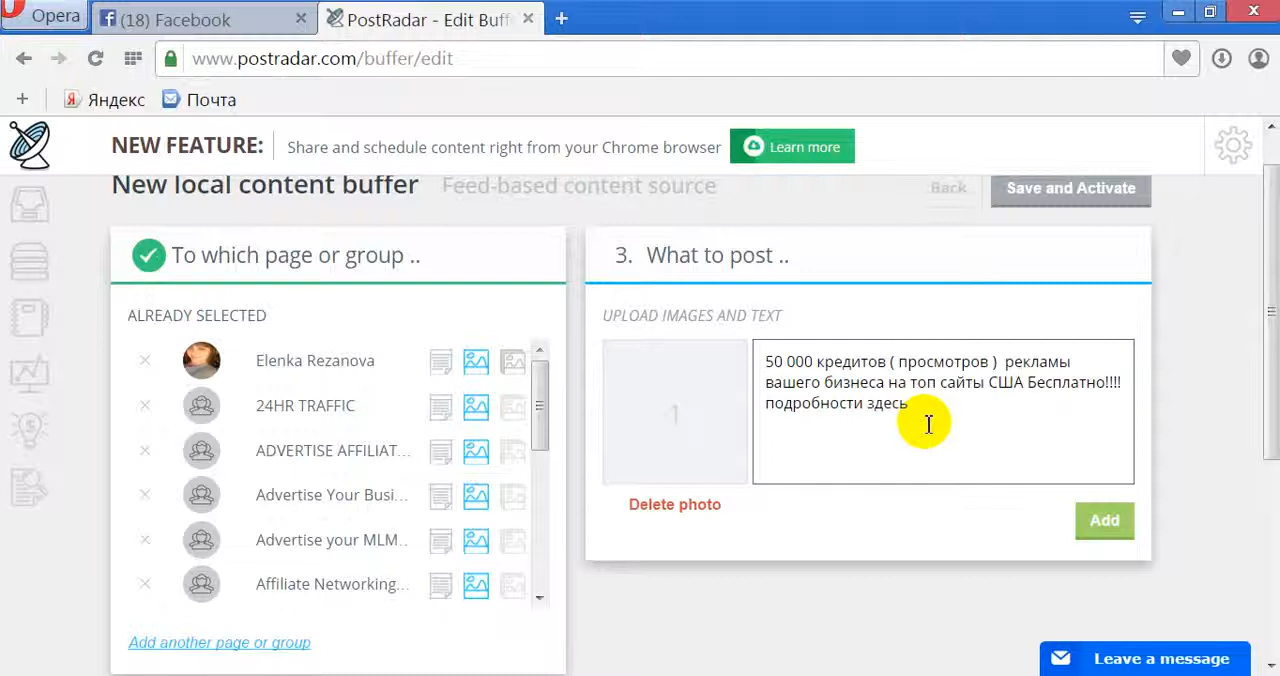 Opera
(18) Facebook
PostRadar - Edit Buff
www.postradar.com/buffer/edit
Яндекс
Почта
NEW FEATURE:
Share and schedule content right from your Chrome browser
Learn more
New local content buffer
Feed-based content source
Back
Save and Activate
To which page or group ..
ALREADY SELECTED
Elenka Rezanova
24HR TRAFFIC
ADVERTISE AFFILIAT...
Advertise Your Busi...
Advertise your MLM...
Affiliate Networking...
Add another page or group
3. What to post ..
UPLOAD IMAGES AND TEXT
1
50 000 кредитов ( просмотров ) рекламы
вашего бизнеса на топ сайты США Бесплатно!!!!
подробности здесь
Delete photo
Add
Leave a message